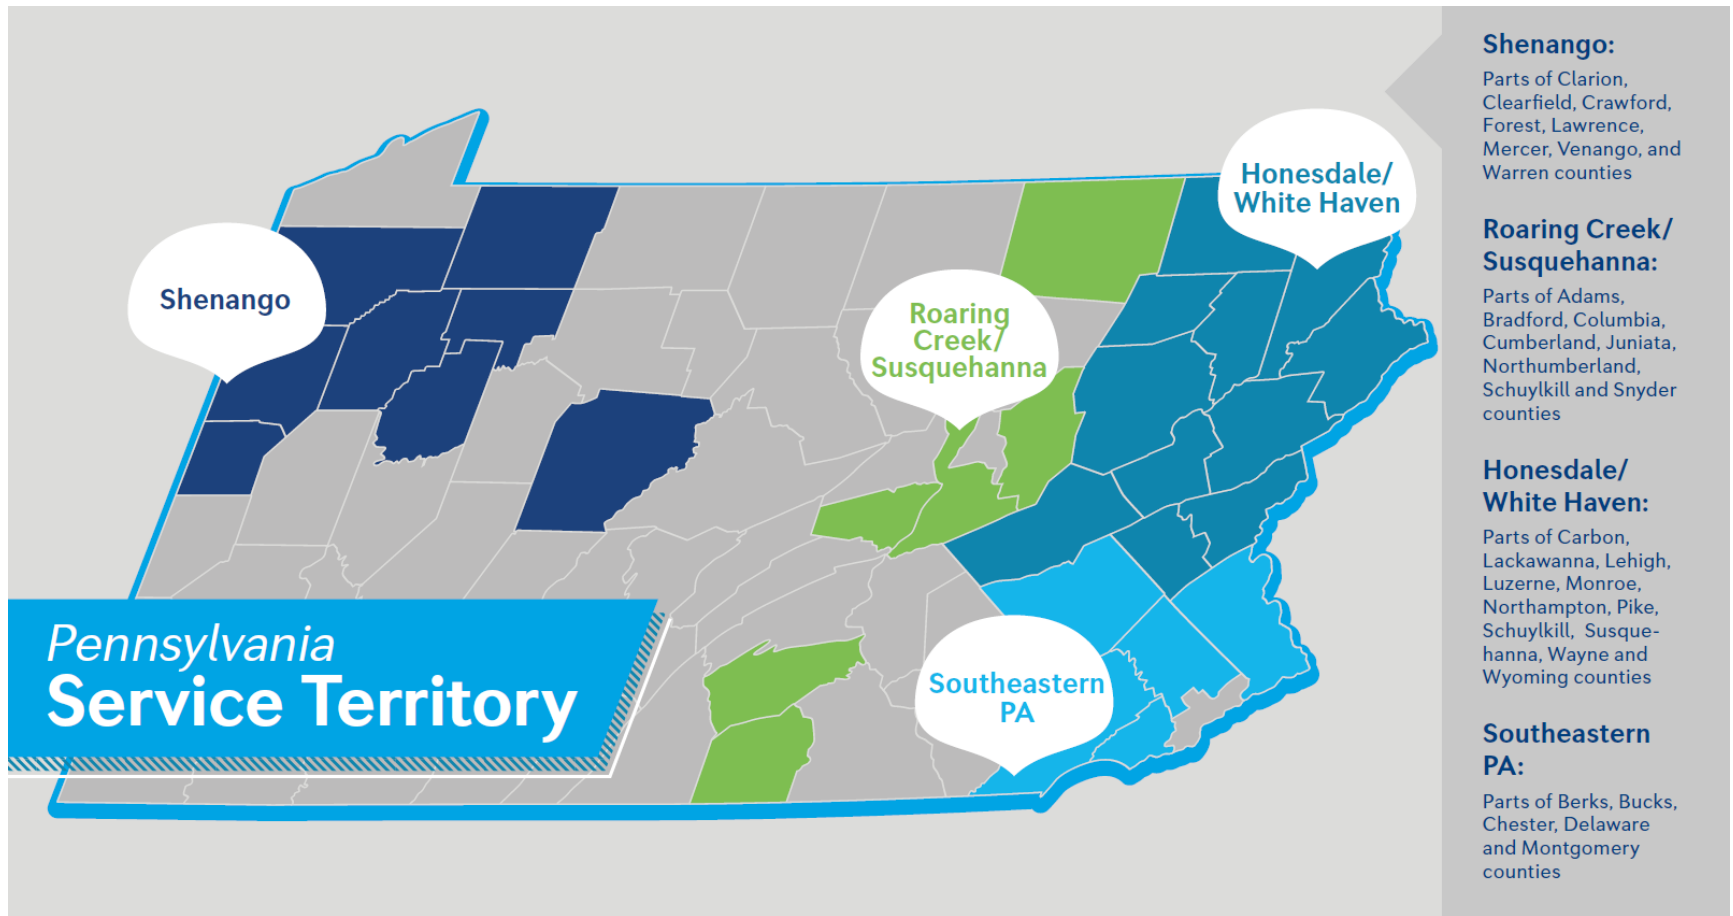 Shenango
Roaring
Creek/
Susquehanna
Honesdale/
White Haven
Southeastern
PA
Pennsylvania
Service Territory
Shenango:
Parts of Clarion,
Clearfield, Crawford,
Forest, Lawrence,
Mercer, Venango, and
Warren counties
Roaring Creek/
Susquehanna:
Parts of Adams,
Bradford, Columbia,
Cumberland, Juniata,
Northumberland,
Schuylkill and Snyder
counties
Honesdale/
White Haven:
Parts of Carbon,
Lackawanna, Lehigh,
Luzerne, Monroe,
Northampton, Pike,
Schuylkill, Susque-
hanna, Wayne and
Wyoming counties
Southeastern
PA:
Parts of Berks, Bucks,
Chester, Delaware
and Montgomery
counties